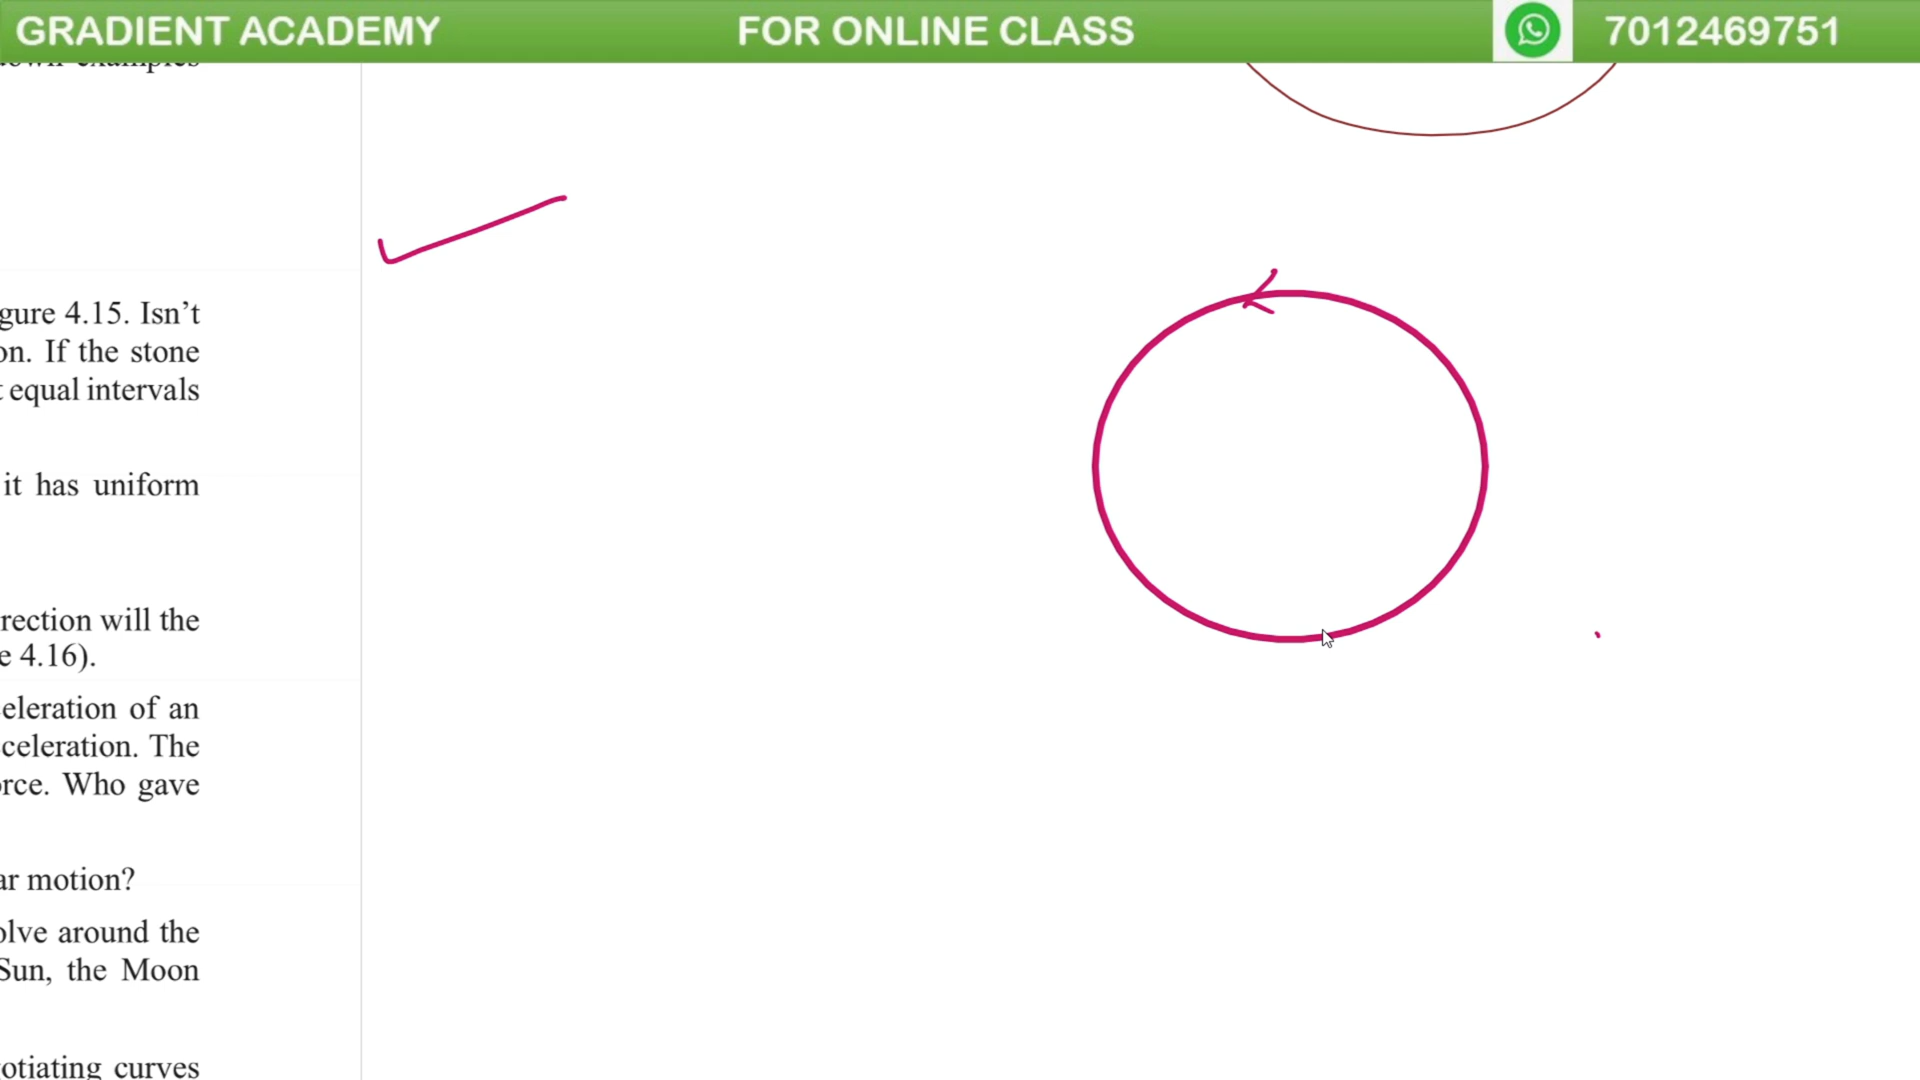 GRADIENT ACADEMY FOR ONLINE CLASS 7012469751
examples
gure 4.15. Isn’t
on. If the stone
equal intervals
it has uniform
rection will the
e 4.16).
eleration of an
celeration. The
orce. Who gave
ar motion?
olve around the
Sun, the Moon
otiating curves